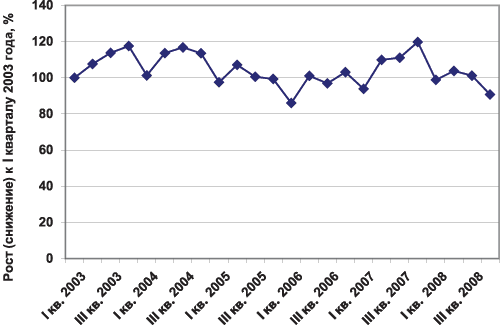 Рост (снижение) к I кварталу 2003 года, %
140
120
100
80
60
40
20
0
I кв. 2003
III кв. 2003
I кв. 2004
III кв. 2004
I кв. 2005
III кв. 2005
I кв. 2006
III кв. 2006
I кв. 2007
III кв. 2007
I кв. 2008
III кв. 2008